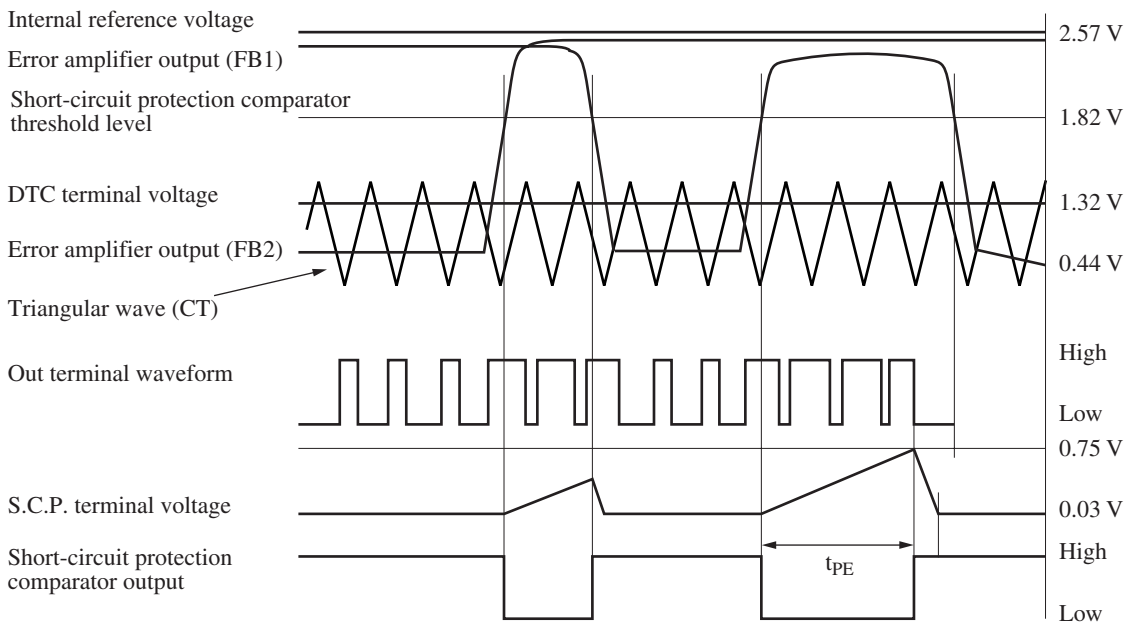 Internal reference voltage
2.57 V
Error amplifier output (FB1)
Short-circuit protection comparator
threshold level
1.82 V
DTC terminal voltage
1.32 V
Error amplifier output (FB2)
0.44 V
Triangular wave (CT)
High
Out terminal waveform
Low
0.75 V
S.C.P. terminal voltage
0.03 V
Short-circuit protection
comparator output
High
tPE
Low